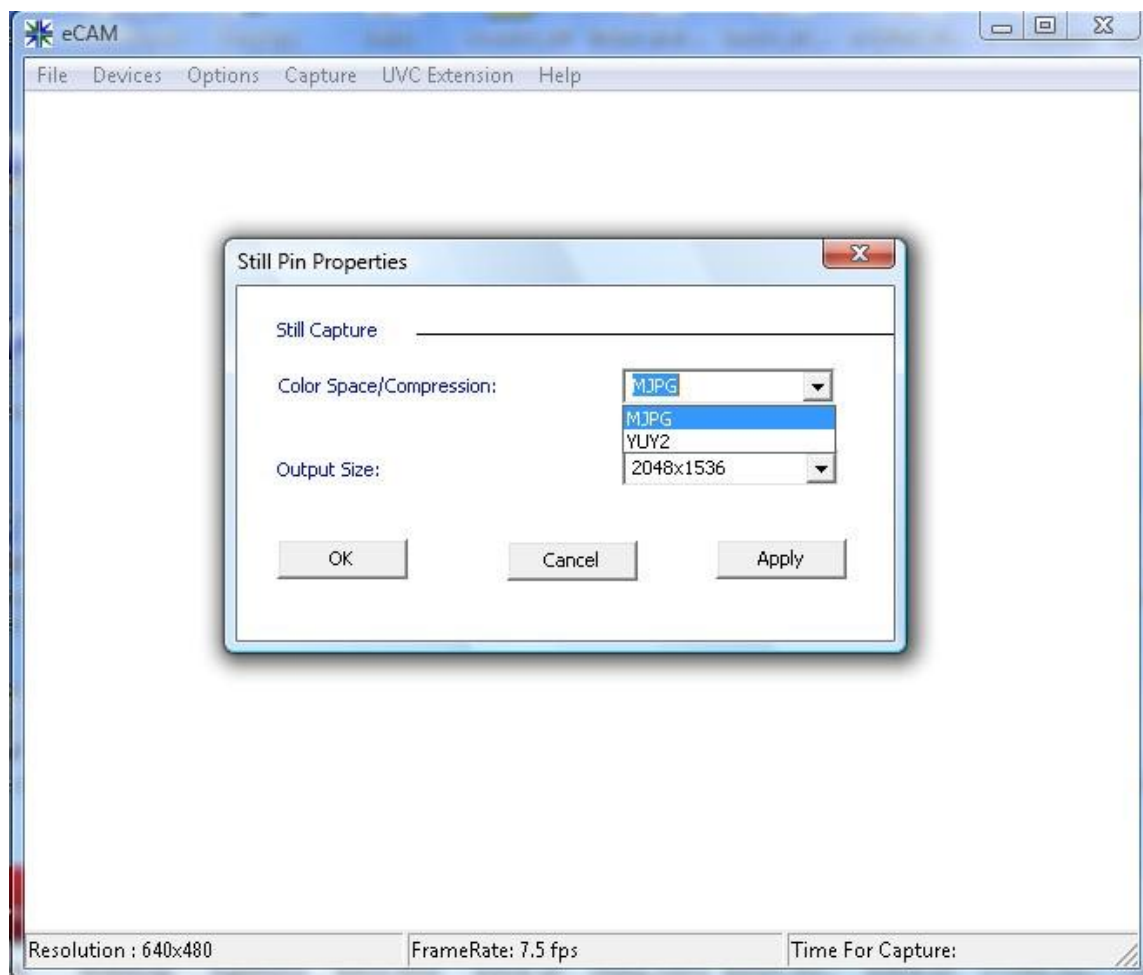 eCAM
File Devices Options Capture UVC Extension Help
Still Pin Properties
Still Capture
Color Space/Compression: MJPG
MJPG
YUY2
Output Size: 2048x1536
OK Cancel Apply
Resolution : 640x480 FrameRate: 7.5 fps Time For Capture: